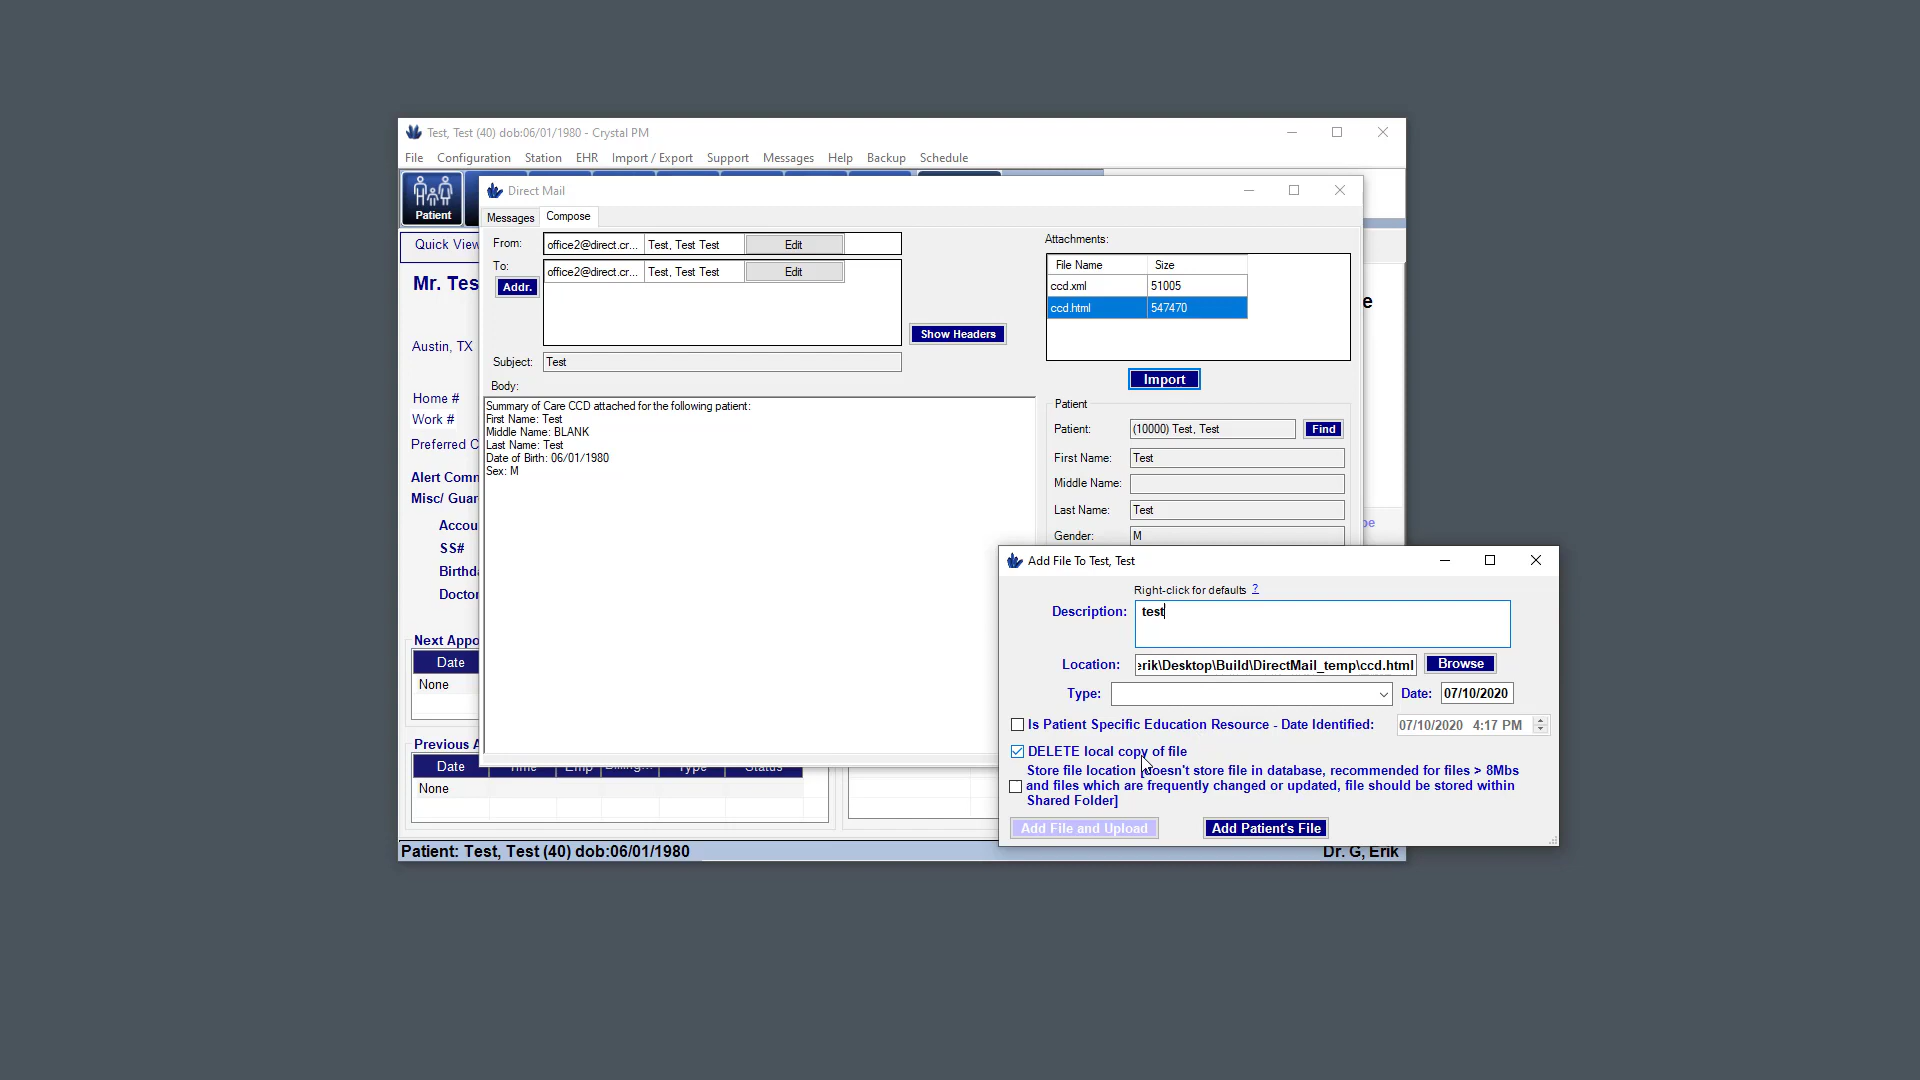 Test, Test (40) dob:06/01/1980 - Crystal PM
File Configuration Station EHR Import / Export Support Messages Help Backup Schedule
Patient
Direct Mail
Messages Compose
Quick View
Mr. Tes
Austin, TX
Home #
Work #
Preferred C
Alert Comm
Misc/ Guar
Accou
SS#
Birthda
Doctor
Next Appo
Date
None
Previous A
Date Time Emp Billing... Type Status
None
From: office2@direct.cr... Test, Test Test Edit
To: office2@direct.cr... Test, Test Test Edit
Addr.
Show Headers
Subject: Test
Body:
Summary of Care CCD attached for the following patient:
First Name: Test
Middle Name: BLANK
Last Name: Test
Date of Birth: 06/01/1980
Sex: M
Attachments:
File Name Size
ccd.xml 51005
ccd.html 547470
Import
Patient
Patient: (10000) Test, Test Find
First Name: Test
Middle Name:
Last Name: Test
Gender: M
e
Add File To Test, Test
Right-click for defaults ?
Description: test
Location: erik\Desktop\Build\DirectMail_temp\ccd.html Browse
Type: Date: 07/10/2020
Is Patient Specific Education Resource - Date Identified: 07/10/2020 4:17 PM
DELETE local copy of file
Store file location [doesn't store file in database, recommended for files > 8Mbs
and files which are frequently changed or updated, file should be stored within
Shared Folder]
Add File and Upload Add Patient's File
Patient: Test, Test (40) dob:06/01/1980 Dr. G, Erik